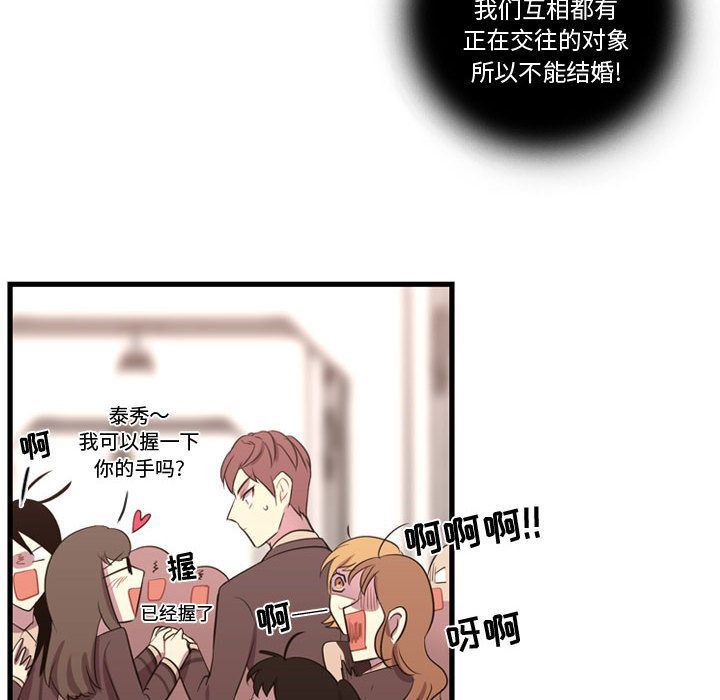 我们互相都有
正在交往的对象
所以不能结婚!
泰秀～
我可以握一下
你的手吗?
啊
握
已经握了
啊啊啊!!
啊—
呀啊